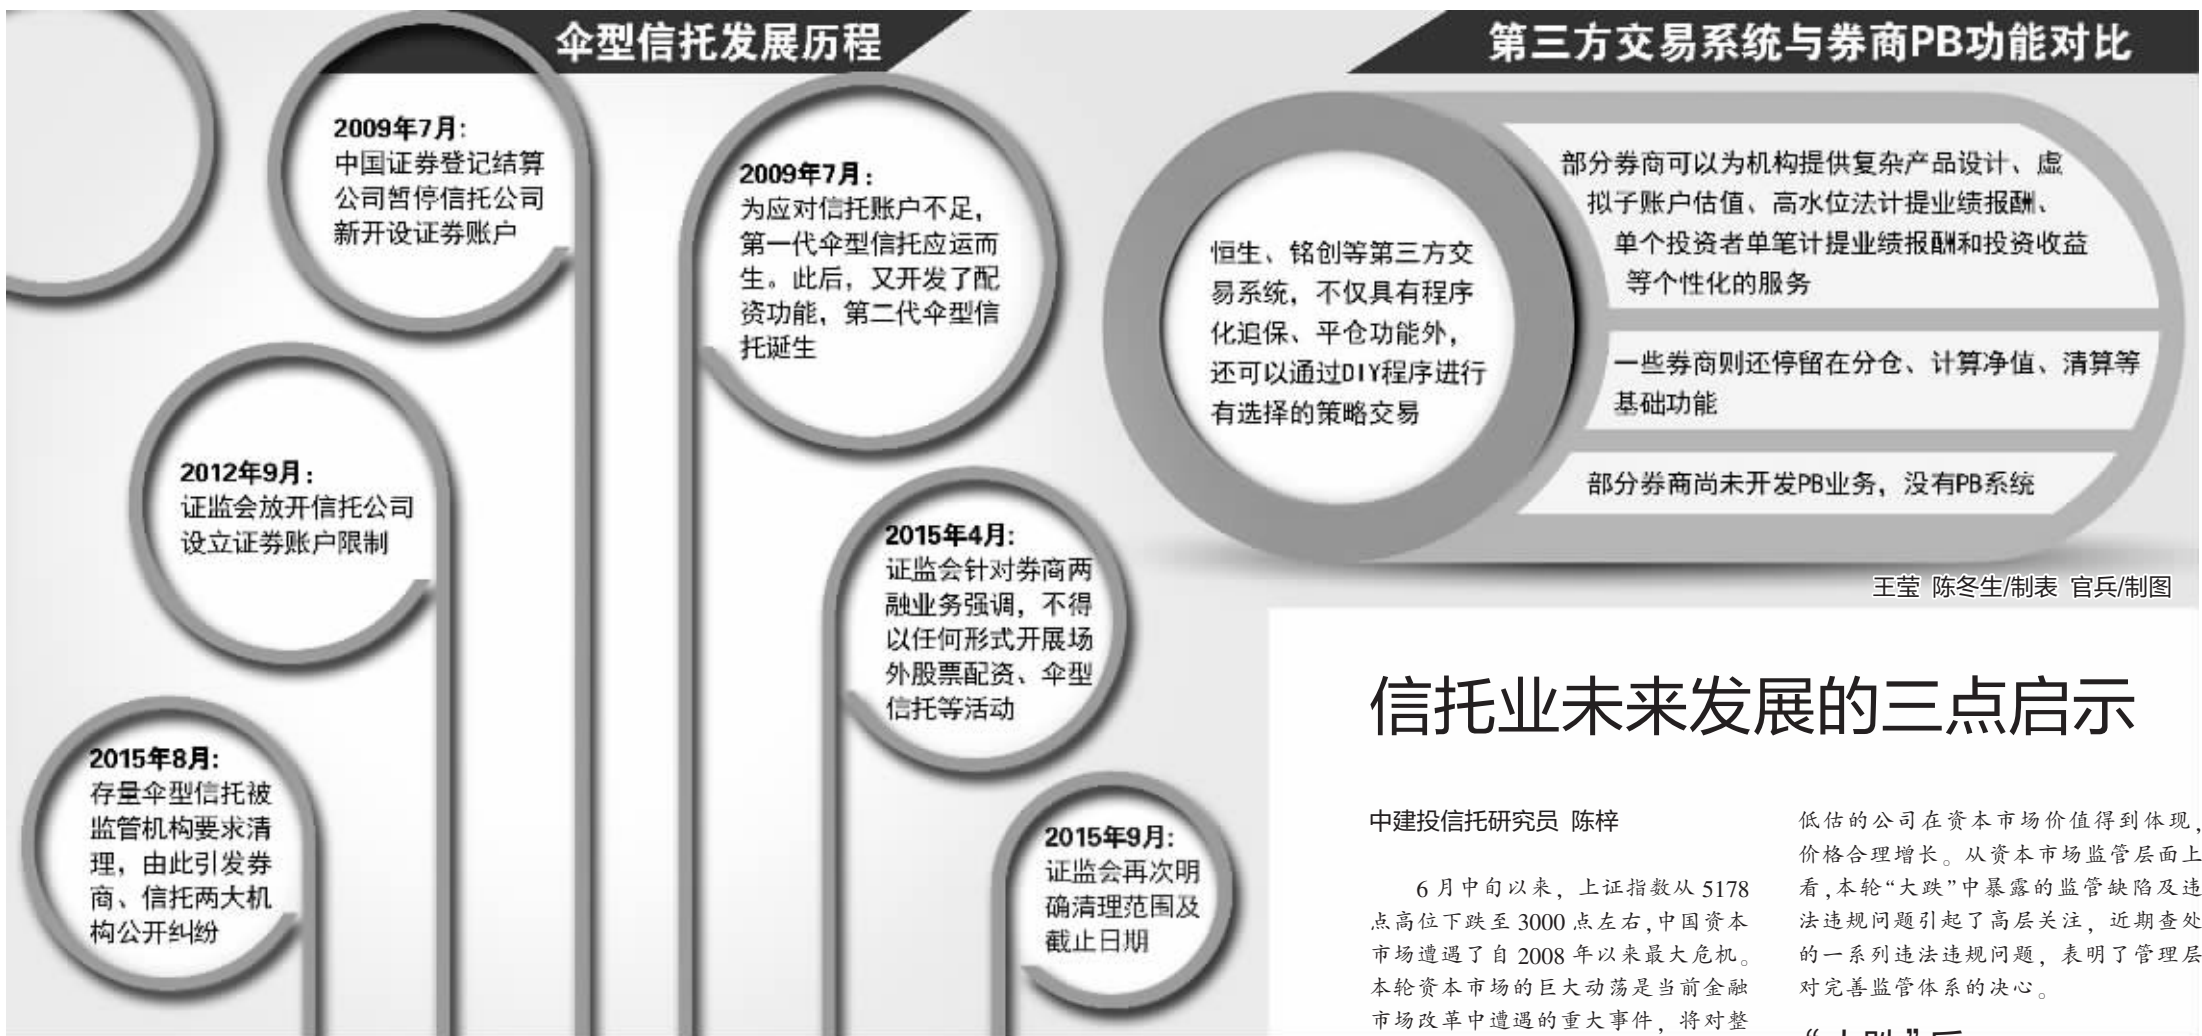 伞型信托发展历程
2009年7月:
中国证券登记结算
公司暂停信托公司
新开设证券账户
2009年7月:
为应对信托账户不足,
第一代伞型信托应运而
生。此后,又开发了配
资功能,第二代伞型信
托诞生
2012年9月:
证监会放开信托公司
设立证券账户限制
2015年4月:
证监会针对券商两
融业务强调,不得
以任何形式开展场
外股票配资、伞型
信托等活动
2015年8月:
存量伞型信托被
监管机构要求清
理,由此引发券
商、信托两大机
构公开纠纷
2015年9月:
证监会再次明
确清理范围及
截止日期
第三方交易系统与券商PB功能对比
恒生、铭创等第三方交
易系统,不仅具有程序
化追保、平仓功能外,
还可以通过DIY程序进行
有选择的策略交易
部分券商可以为机构提供复杂产品设计、虚
拟子账户估值、高水位法计提业绩报酬、
单个投资者单笔计提业绩报酬和投资收益
等个性化的服务
一些券商则还停留在分仓、计算净值、清算等
基础功能
部分券商尚未开发PB业务,没有PB系统
王莹 陈冬生/制表 官兵/制图
信托业未来发展的三点启示
中建投信托研究员 陈梓
6月中旬以来,上证指数从5178
点高位下跌至3000点左右,中国资本
市场遭遇了自2008年以来最大危机。
本轮资本市场的巨大动荡是当前金融
市场改革中遭遇的重大事件,将对整
低估的公司在资本市场价值得到体现,
价格合理增长。从资本市场监管层面上
看,本轮“大跌”中暴露的监管缺陷及违
法违规问题引起了高层关注,近期查处
的一系列违法违规问题,表明了管理层
对完善监管体系的决心。